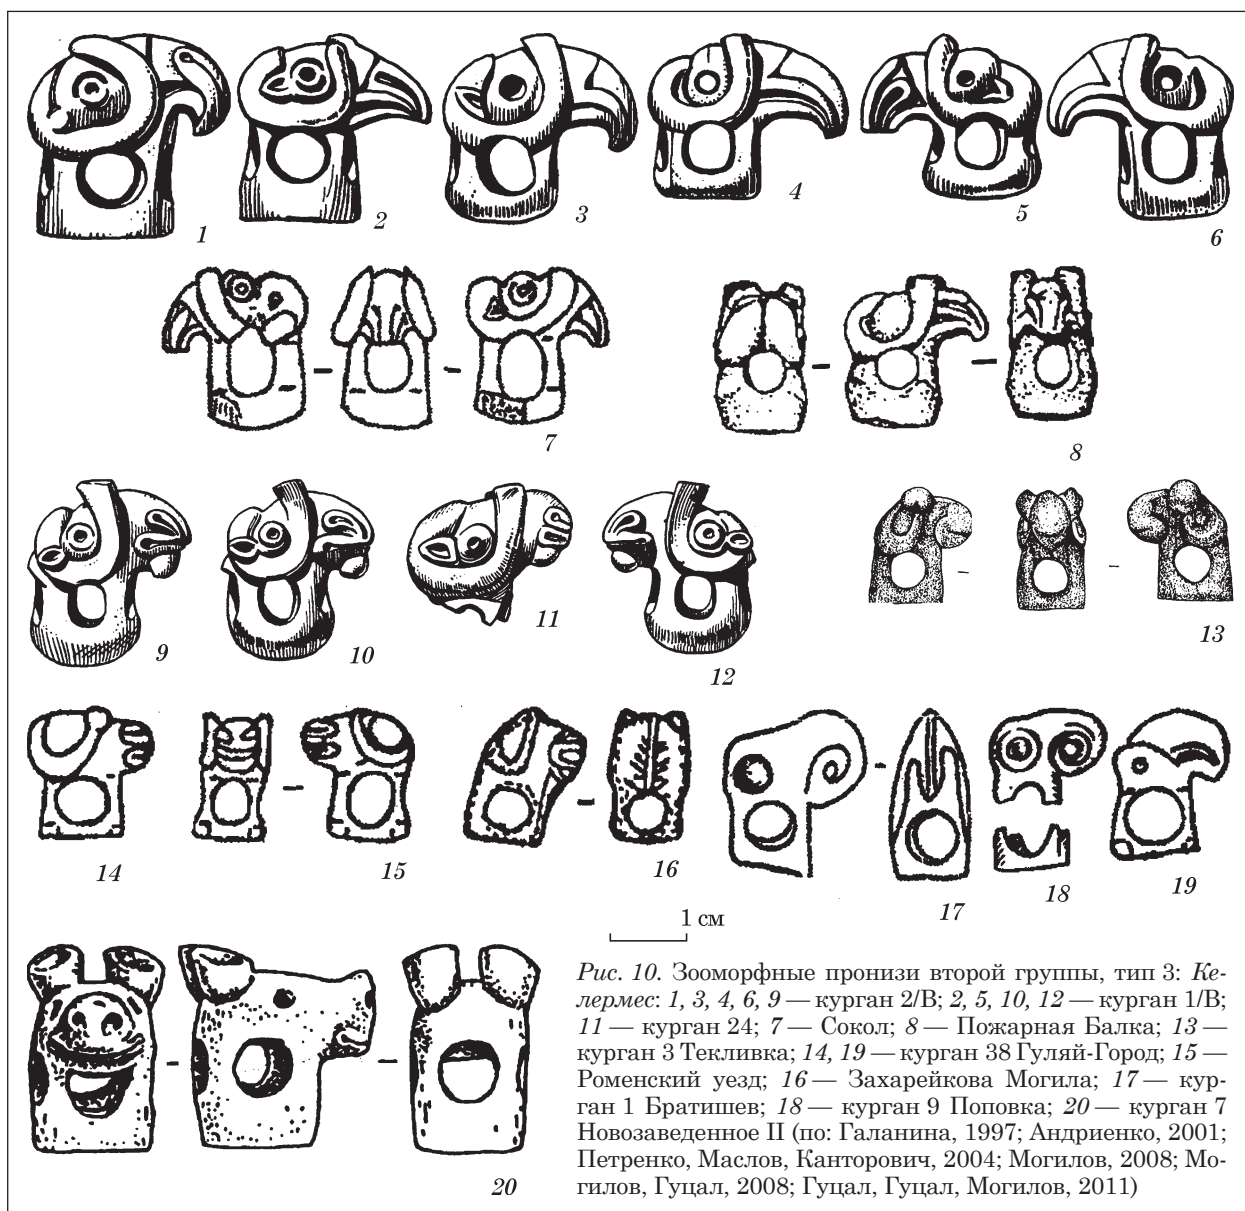 1
2
3
4
5
6
7
8
9
10
11
12
13
14
15
16
17
18
19
20
1 см
Рис. 10. Зооморфные пронизи второй группы, тип 3: Ке-
лермес: 1, 3, 4, 6, 9 — курган 2/В; 2, 5, 10, 12 — курган 1/В;
11 — курган 24; 7 — Сокол; 8 — Пожарная Балка; 13 —
курган 3 Текливка; 14, 19 — курган 38 Гуляй-Город; 15 —
Роменский уезд; 16 — Захарейкова Могила; 17 — кур-
ган 1 Братишев; 18 — курган 9 Поповка; 20 — курган 7
Новозаведенное II (по: Галанина, 1997; Андриенко, 2001;
Петренко, Маслов, Канторович, 2004; Могилов, 2008; Мо-
гилов, Гуцал, 2008; Гуцал, Гуцал, Могилов, 2011)